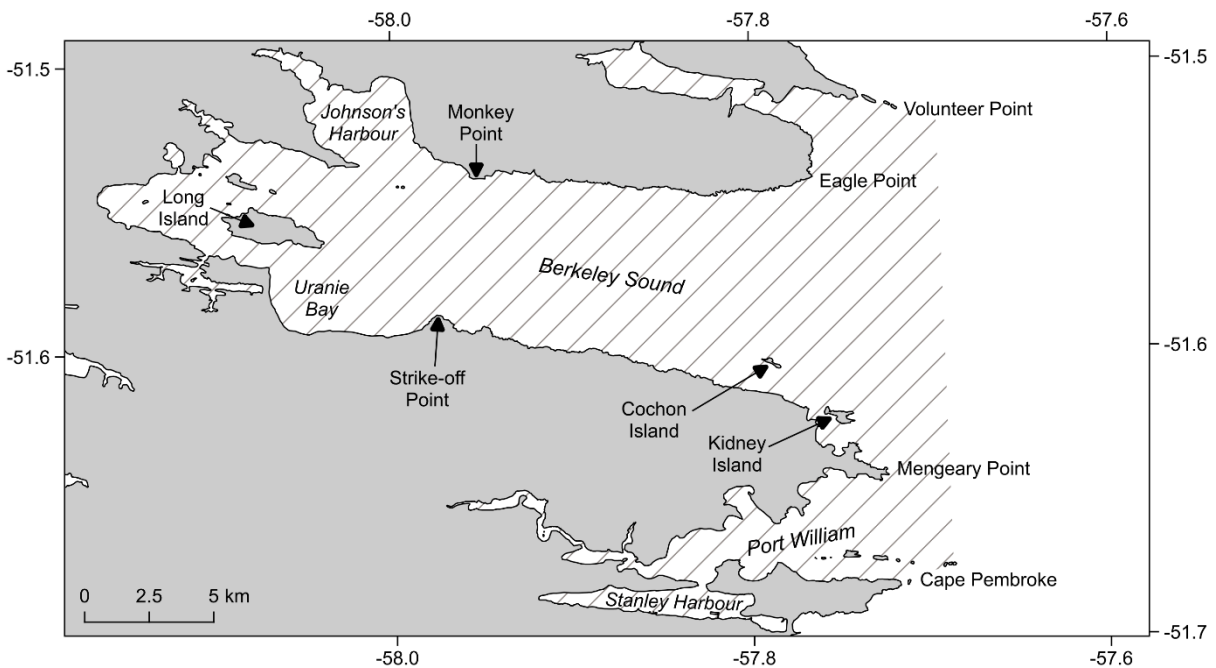 -58.0
-57.8
-57.6
-51.5
-51.5
Johnson's
Harbour
Monkey
Point
Volunteer Point
Eagle Point
Long
Island
Berkeley Sound
Uranie
Bay
-51.6
-51.6
Strike-off
Point
Cochon
Island
Kidney
Island
Mengeary Point
Port William
Cape Pembroke
0 2.5 5 km
Stanley Harbour
-51.7
-58.0
-57.8
-57.6